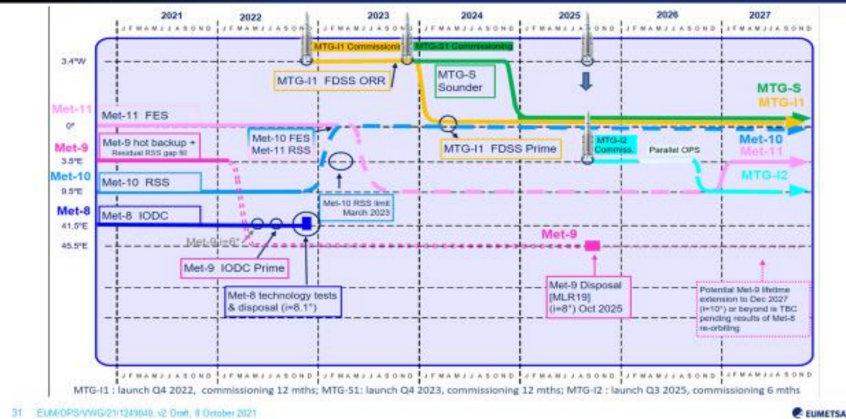 2021 2022 2023 2024 2025 2026 2027
J F M A M J J A S O N D J F M A M J J A S O N D J F M A M J J A S O N D J F M A M J J A S O N D J F M A M J J A S O N D J F M A M J J A S O N D J F M A M J J A S O N D
MTG-I1 Commissioning MTG-S1 Commissioning
3.4°W
MTG-I1 FDSS ORR
MTG-S
Sounder
MTG-S
MTG-I1
Met-11
Met-11 FES
0°
Met-10 FES
Met-11 RSS
MTG-I1 FDSS Prime
MTG-I2
Commiss.
Parallel OPS
Met-10
Met-11
Met-9
Met-9 hot backup +
Residual RSS gap fill
3.5°E
MTG-I2
Met-10
Met-10 RSS
9.5°E
Met-10 RSS limit
March 2023
Met-8
Met-8 IODC
41.5°E
Met-9 i=6°
Met-9
45.5°E
Met-9 IODC Prime
Met-8 technology tests
& disposal (i=8.1°)
Met-9 Disposal
[MLR19]
(i=8°) Oct 2025
Potential Met-9 lifetime
extension to Dec 2027
(i=10°) or beyond is TBC
pending results of Met-8
re-orbiting
J F M A M J J A S O N D J F M A M J J A S O N D J F M A M J J A S O N D J F M A M J J A S O N D J F M A M J J A S O N D J F M A M J J A S O N D J F M A M J J A S O N D
MTG-I1 : launch Q4 2022, commissioning 12 mths; MTG-S1: launch Q4 2023, commissioning 12 mths; MTG-I2 : launch Q3 2025, commissioning 6 mths
31 EUM/OPS/VWG/21/1249840, v2 Draft, 8 October 2021
EUMETSA